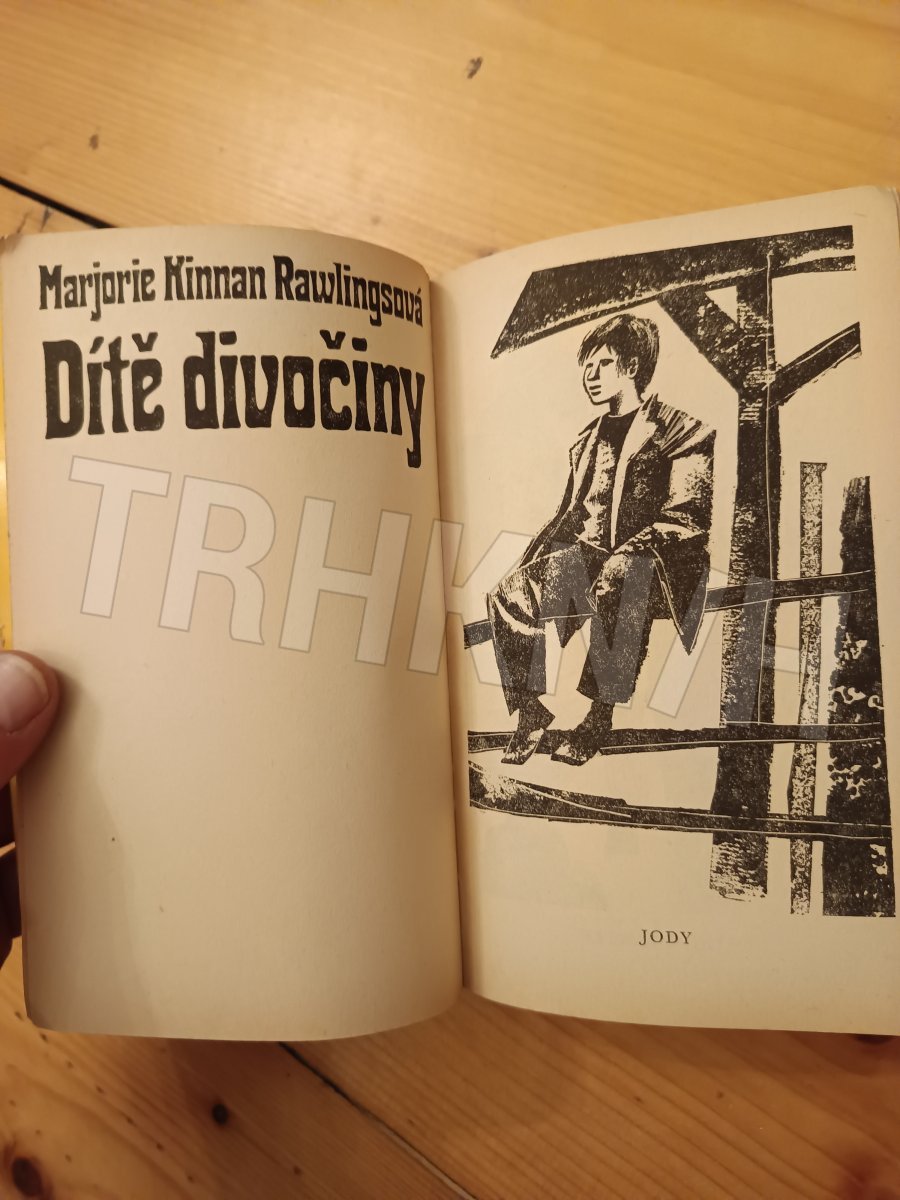 Marjorie Kinnan Rawlingsová
Dítě divočiny
TRHKNIH
JODY